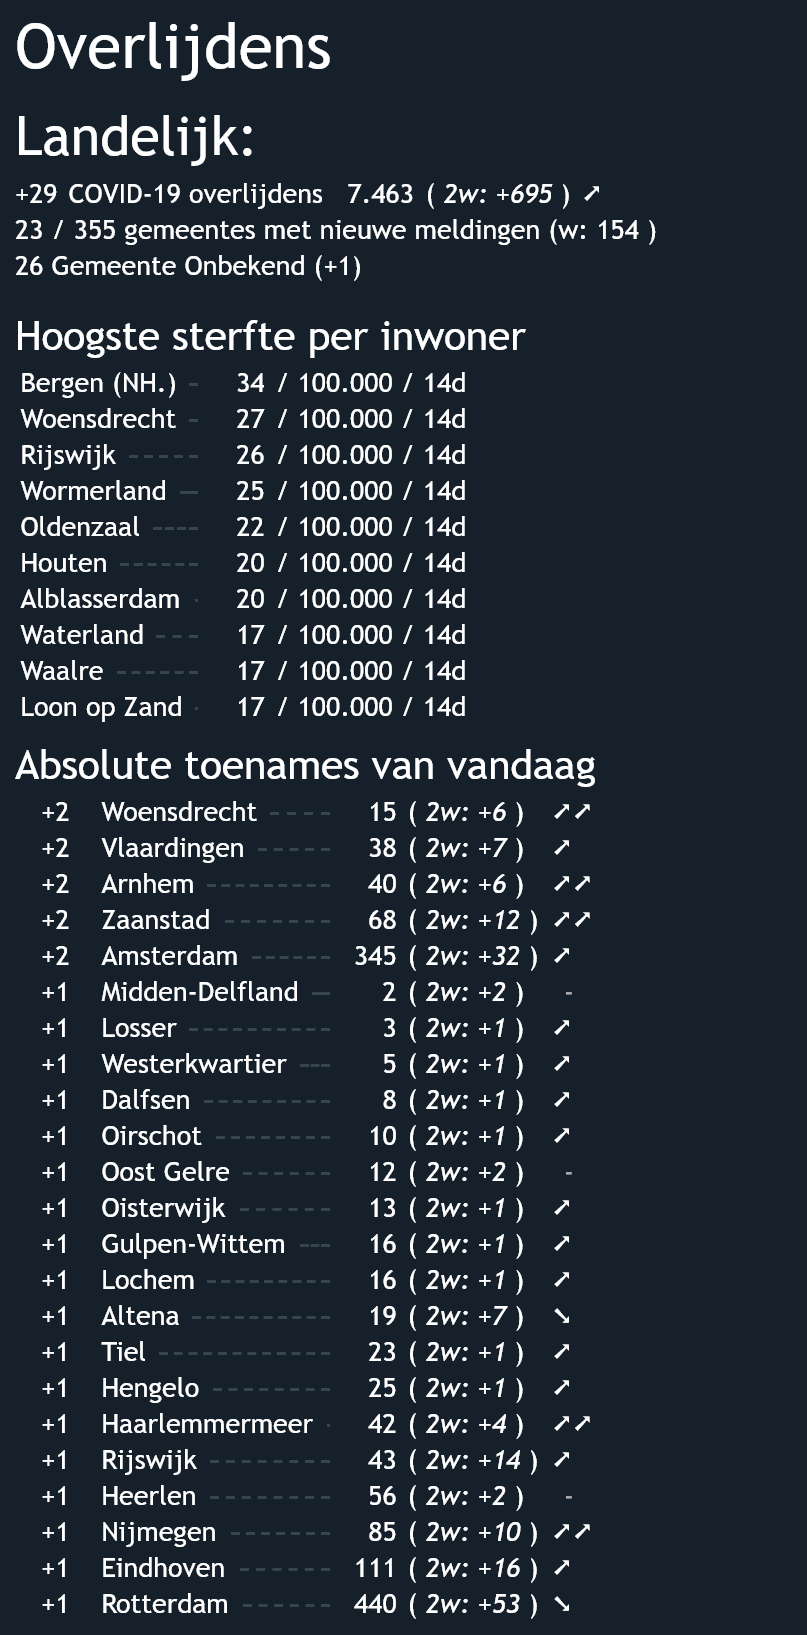 Overlijdens
Landelijk:
+29 COVID-19 overlijdens 7.463 ( 2w: +695 ) ➚
23 / 355 gemeentes met nieuwe meldingen (w: 154 )
26 Gemeente Onbekend (+1)
Hoogste sterfte per inwoner
Bergen (NH.) - 34 / 100.000 / 14d
Woensdrecht - 27 / 100.000 / 14d
Rijswijk ----- 26 / 100.000 / 14d
Wormerland — 25 / 100.000 / 14d
Oldenzaal ---- 22 / 100.000 / 14d
Houten ------ 20 / 100.000 / 14d
Alblasserdam · 20 / 100.000 / 14d
Waterland --- 17 / 100.000 / 14d
Waalre ------ 17 / 100.000 / 14d
Loon op Zand · 17 / 100.000 / 14d
Absolute toenames van vandaag
+2 Woensdrecht ---- 15 ( 2w: +6 ) ➚➚
+2 Vlaardingen ----- 38 ( 2w: +7 ) ➚
+2 Arnhem --------- 40 ( 2w: +6 ) ➚➚
+2 Zaanstad ------- 68 ( 2w: +12 ) ➚➚
+2 Amsterdam ------ 345 ( 2w: +32 ) ➚
+1 Midden-Delfland — 2 ( 2w: +2 ) -
+1 Losser ---------- 3 ( 2w: +1 ) ➚
+1 Westerkwartier --- 5 ( 2w: +1 ) ➚
+1 Dalfsen --------- 8 ( 2w: +1 ) ➚
+1 Oirschot -------- 10 ( 2w: +1 ) ➚
+1 Oost Gelre ------ 12 ( 2w: +2 ) -
+1 Oisterwijk ------ 13 ( 2w: +1 ) ➚
+1 Gulpen-Wittem --- 16 ( 2w: +1 ) ➚
+1 Lochem --------- 16 ( 2w: +1 ) ➚
+1 Altena ---------- 19 ( 2w: +7 ) ➘
+1 Tiel ------------ 23 ( 2w: +1 ) ➚
+1 Hengelo -------- 25 ( 2w: +1 ) ➚
+1 Haarlemmermeer · 42 ( 2w: +4 ) ➚➚
+1 Rijswijk -------- 43 ( 2w: +14 ) ➚
+1 Heerlen -------- 56 ( 2w: +2 ) -
+1 Nijmegen ------- 85 ( 2w: +10 ) ➚➚
+1 Eindhoven ------ 111 ( 2w: +16 ) ➚
+1 Rotterdam ------ 440 ( 2w: +53 ) ➘